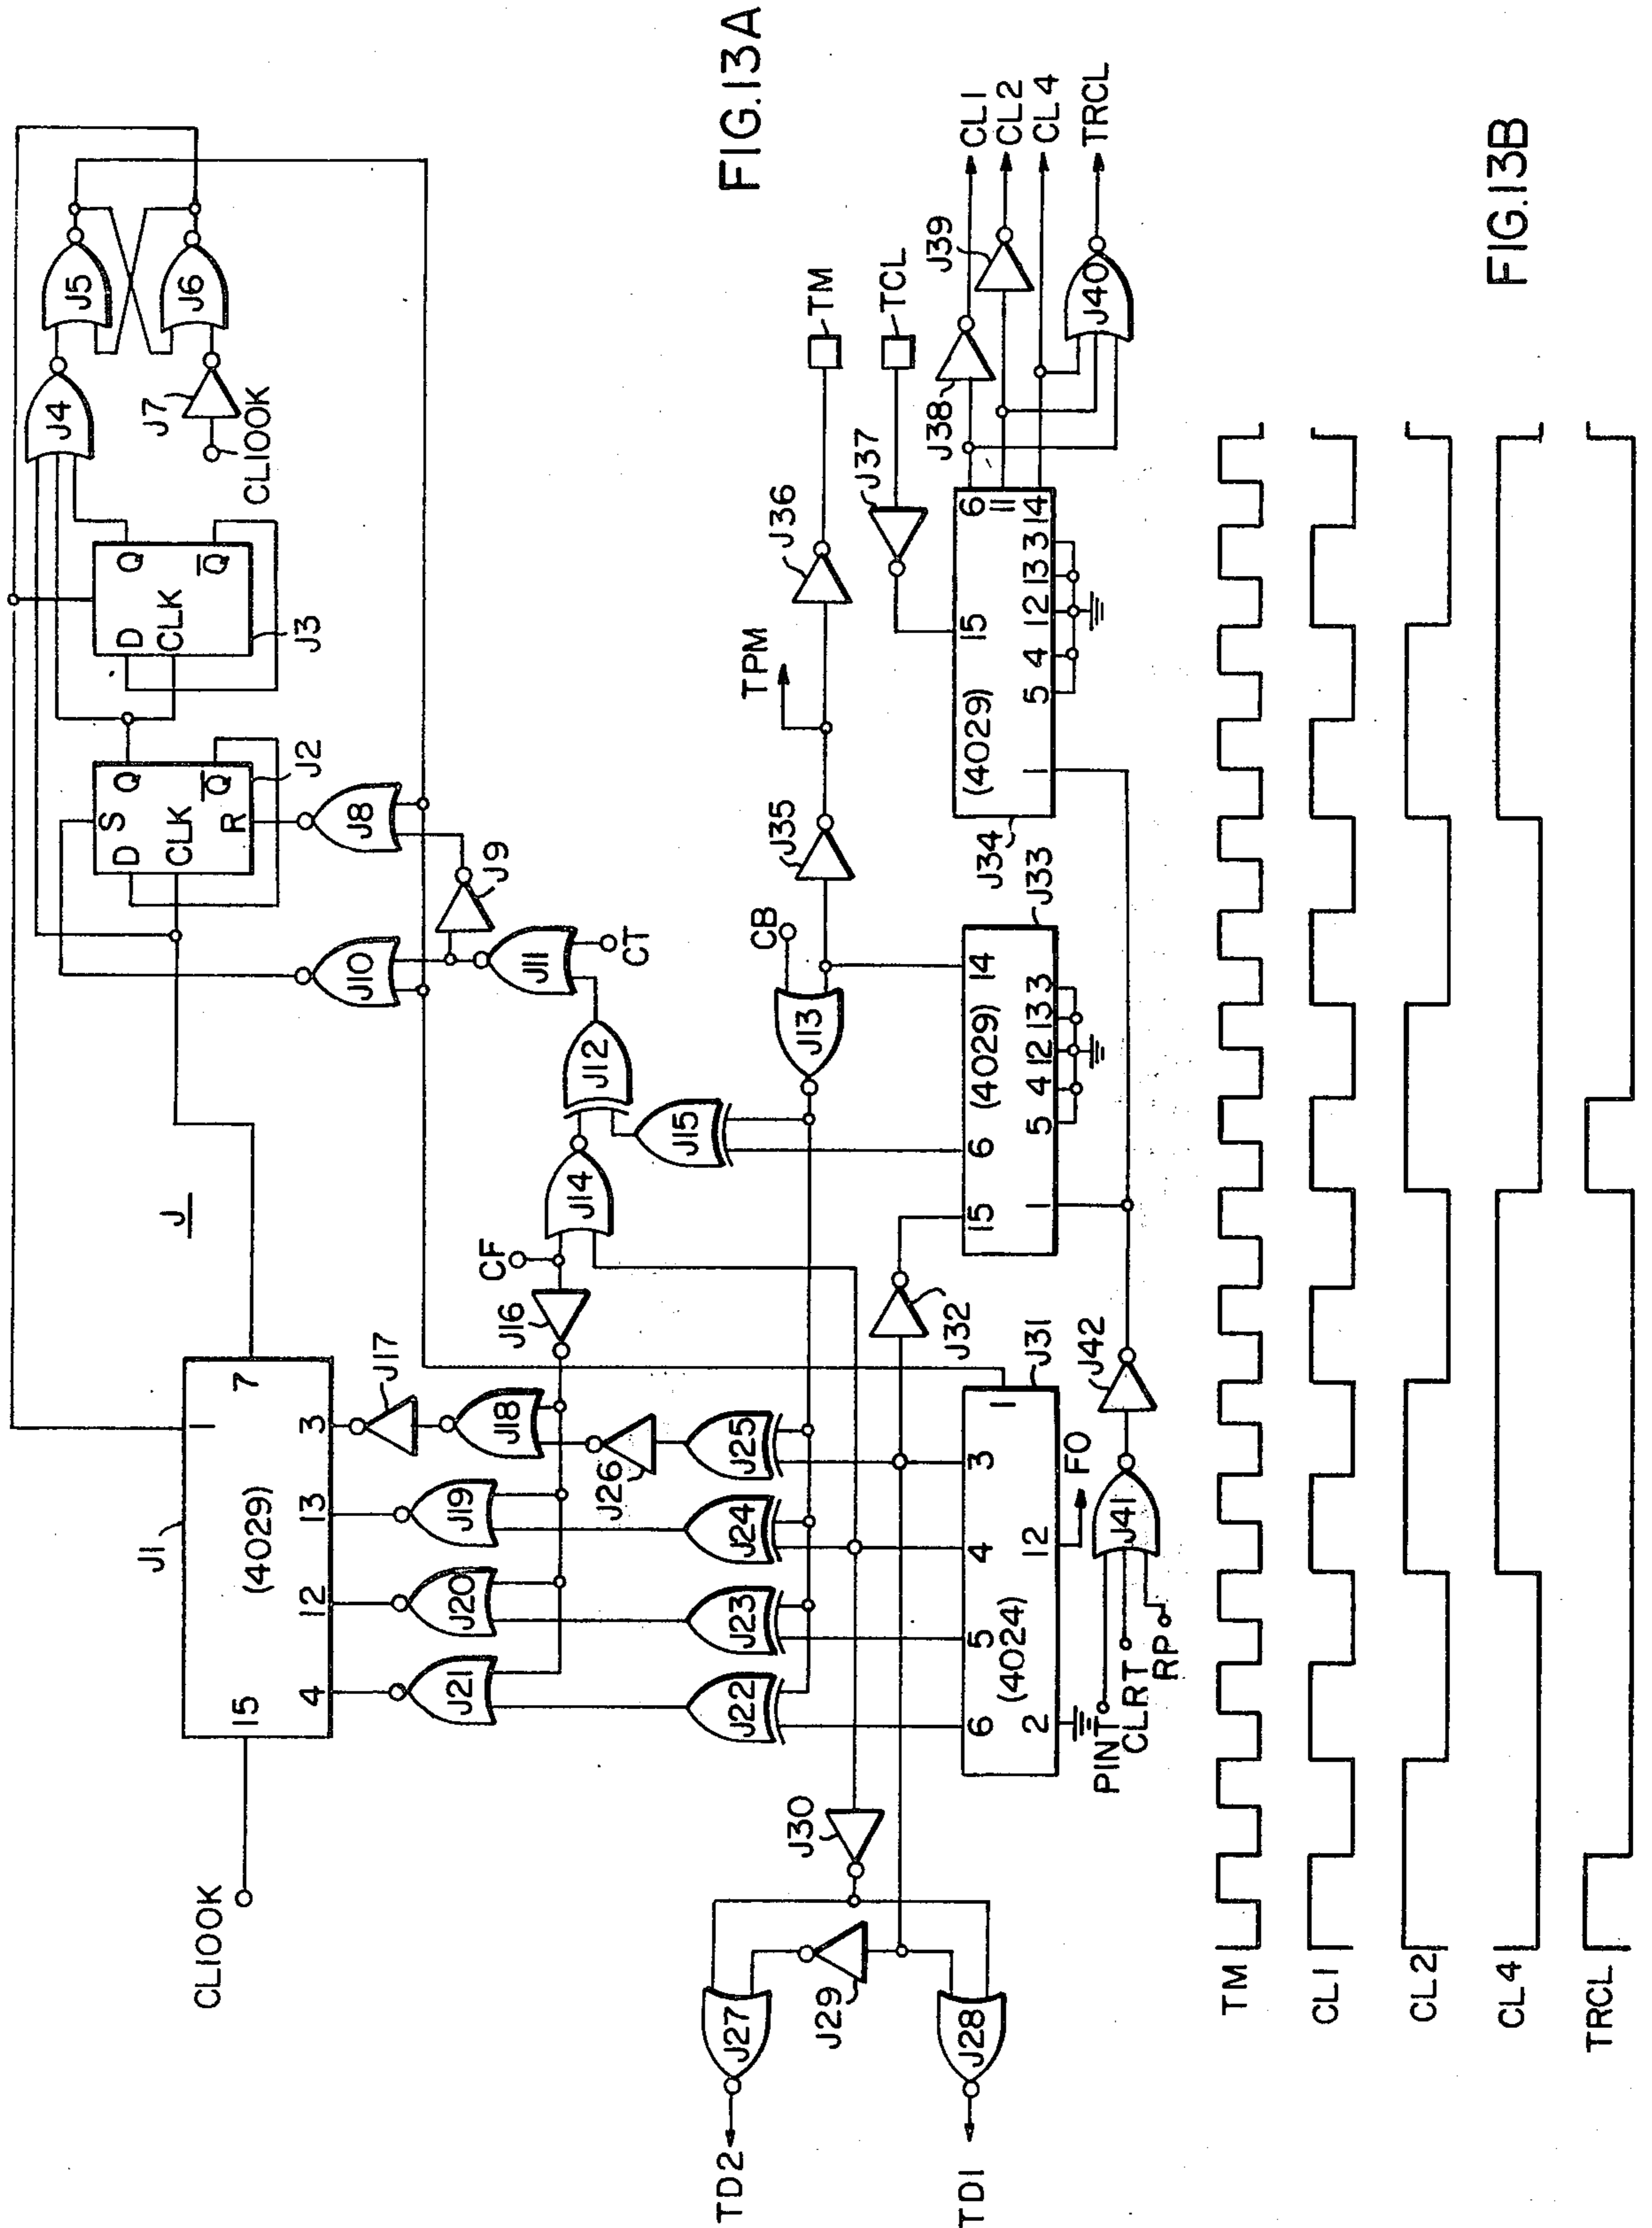 FIG.13A
J
CL100K
J1
(4029)
15
1
7
4
12
13
3
J2
S
D
CLK
Q
Q
R
J3
D
CLK
Q
Q
J4
J5
J6
J7
CL100K
J8
J9
J10
J11
CT
J12
J13
CB
J14
CF
J15
J16
J17
J18
J19
J20
J21
J22
J23
J24
J25
J26
J27
J28
J29
J30
TD2
TD1
J31
(4024)
6
5
4
3
1
2
12
FO
J32
J33
(4029)
15
6
14
1
5
4
12
13
3
J34
(4029)
15
6
11
14
1
5
4
12
13
3
J35
TPM
J36
TM
J37
TCL
J38
J39
J40
CL1
CL2
CL4
TRCL
J41
J42
PINT
CLRT
RP
TM
CL1
CL2
CL4
TRCL
FIG.13B